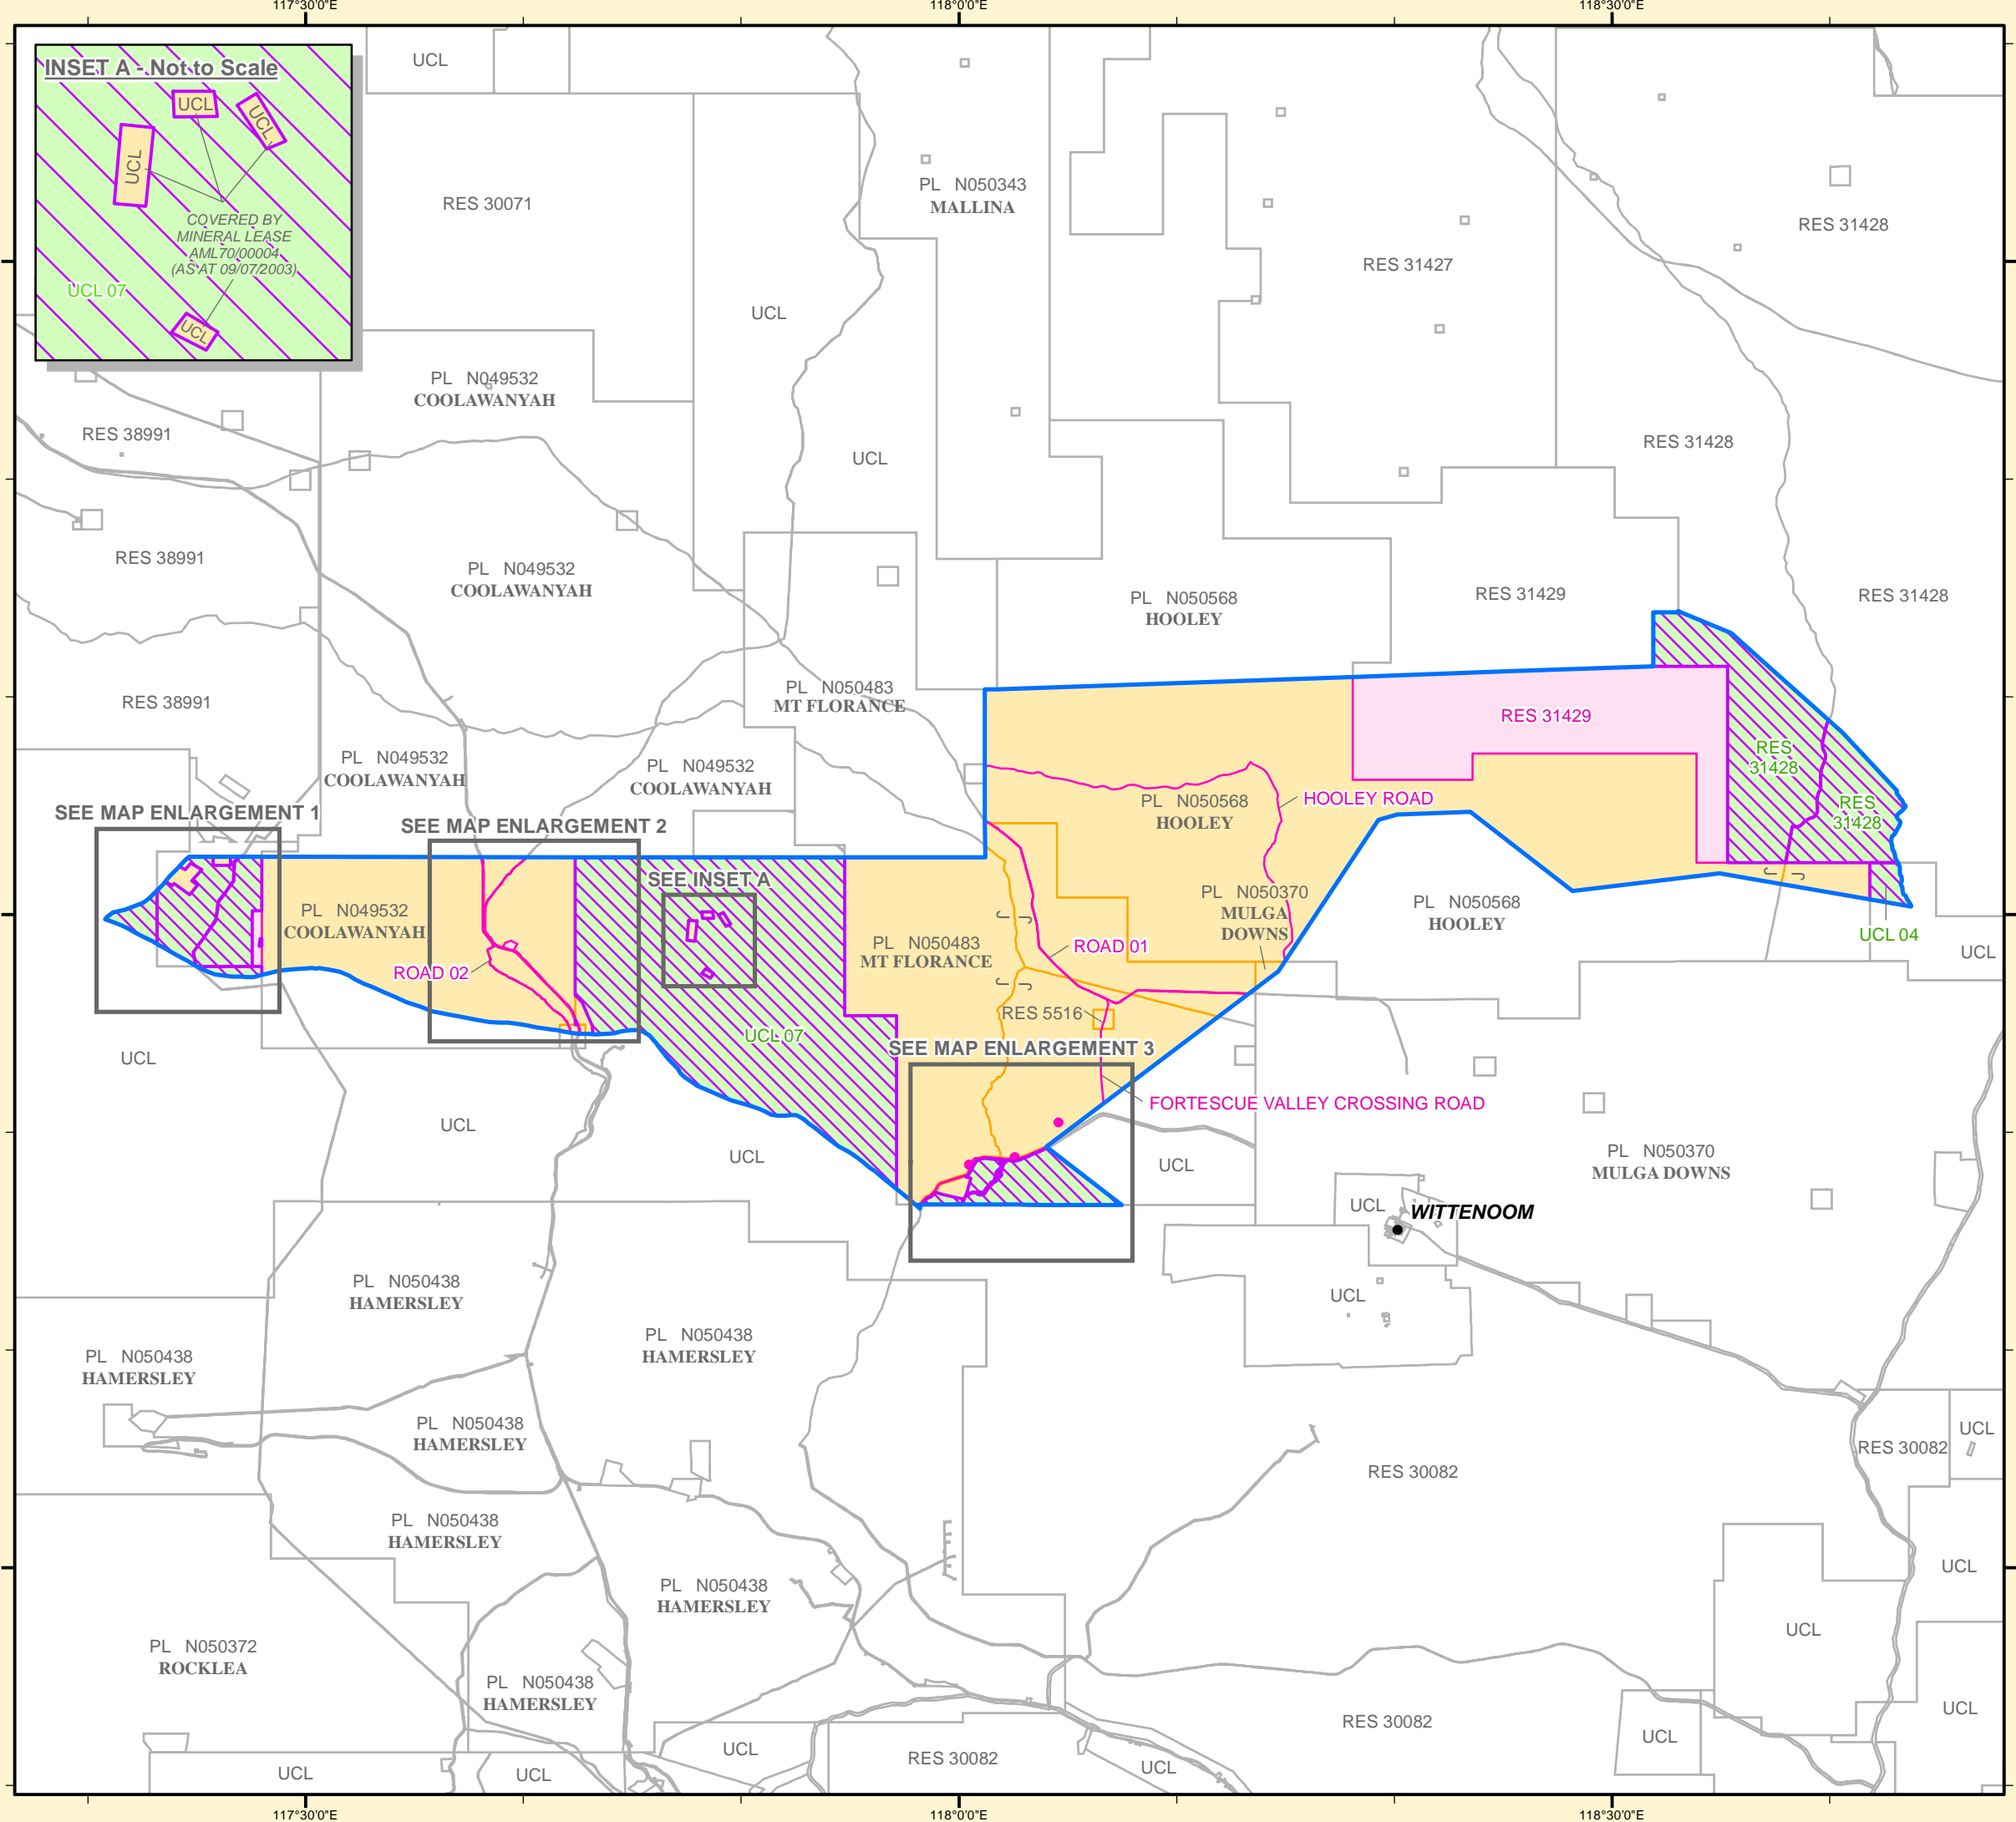 117°30'0"E
118°0'0"E
118°30'0"E
INSET A - Not to Scale
UCL
UCL
UCL
COVERED BY
MINERAL LEASE
AML70/00004
(AS AT 09/07/2003)
UCL 07
UCL
UCL
RES 30071
PL N050343
MALLINA
RES 31427
RES 31428
UCL
PL N049532
COOLAWANYAH
RES 38991
UCL
RES 31428
RES 38991
PL N049532
COOLAWANYAH
PL N050568
HOOLEY
RES 31429
RES 31428
RES 38991
PL N050483
MT FLORANCE
RES 31429
PL N049532
COOLAWANYAH
PL N049532
COOLAWANYAH
RES
31428
PL N050568
HOOLEY
HOOLEY ROAD
RES
31428
SEE MAP ENLARGEMENT 1
SEE MAP ENLARGEMENT 2
SEE INSET A
PL N049532
COOLAWANYAH
PL N050370
MULGA
DOWNS
PL N050568
HOOLEY
UCL 04
PL N050483
MT FLORANCE
ROAD 01
UCL
ROAD 02
RES 5516
UCL 07
SEE MAP ENLARGEMENT 3
UCL
FORTESCUE VALLEY CROSSING ROAD
UCL
UCL
UCL
PL N050370
MULGA DOWNS
UCL
WITTENOOM
PL N050438
HAMERSLEY
UCL
PL N050438
HAMERSLEY
PL N050438
HAMERSLEY
PL N050438
HAMERSLEY
UCL
RES 30082
RES 30082
PL N050438
HAMERSLEY
UCL
PL N050438
HAMERSLEY
PL N050372
ROCKLEA
UCL
PL N050438
HAMERSLEY
UCL
RES 30082
UCL
UCL
RES 30082
UCL
UCL
UCL
117°30'0"E
118°0'0"E
118°30'0"E